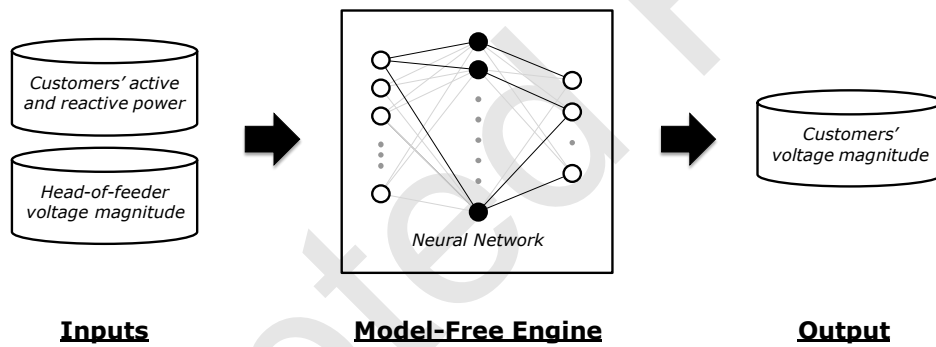 Customers' active
and reactive power
Head-of-feeder
voltage magnitude
Inputs
Neural Network
Model-Free Engine
Customers'
voltage magnitude
Output